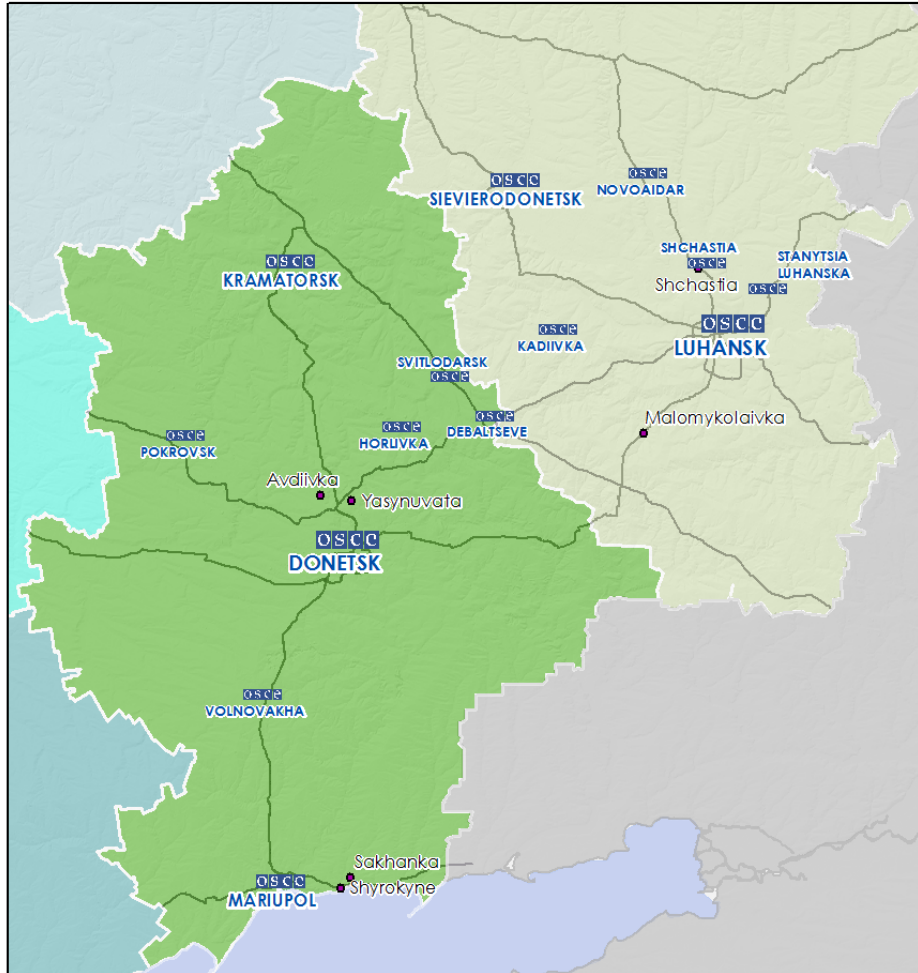 osce
SIEVIERODONETSK
osce
NOVOAIDAR
SHCHASTIA
osce
Shchastia
STANYTSIA
LUHANSKA
osce
osce
KRAMATORSK
osce
LUHANSK
osce
KADIIVKA
SVITLODARSK
osce
osce
DEBALTSEVE
osce
HORLIVKA
osce
POKROVSK
Malomykolaivka
Avdiivka
Yasynuvata
osce
DONETSK
osce
VOLNOVAKHA
Sakhanka
Shyrokyne
osce
MARIUPOL